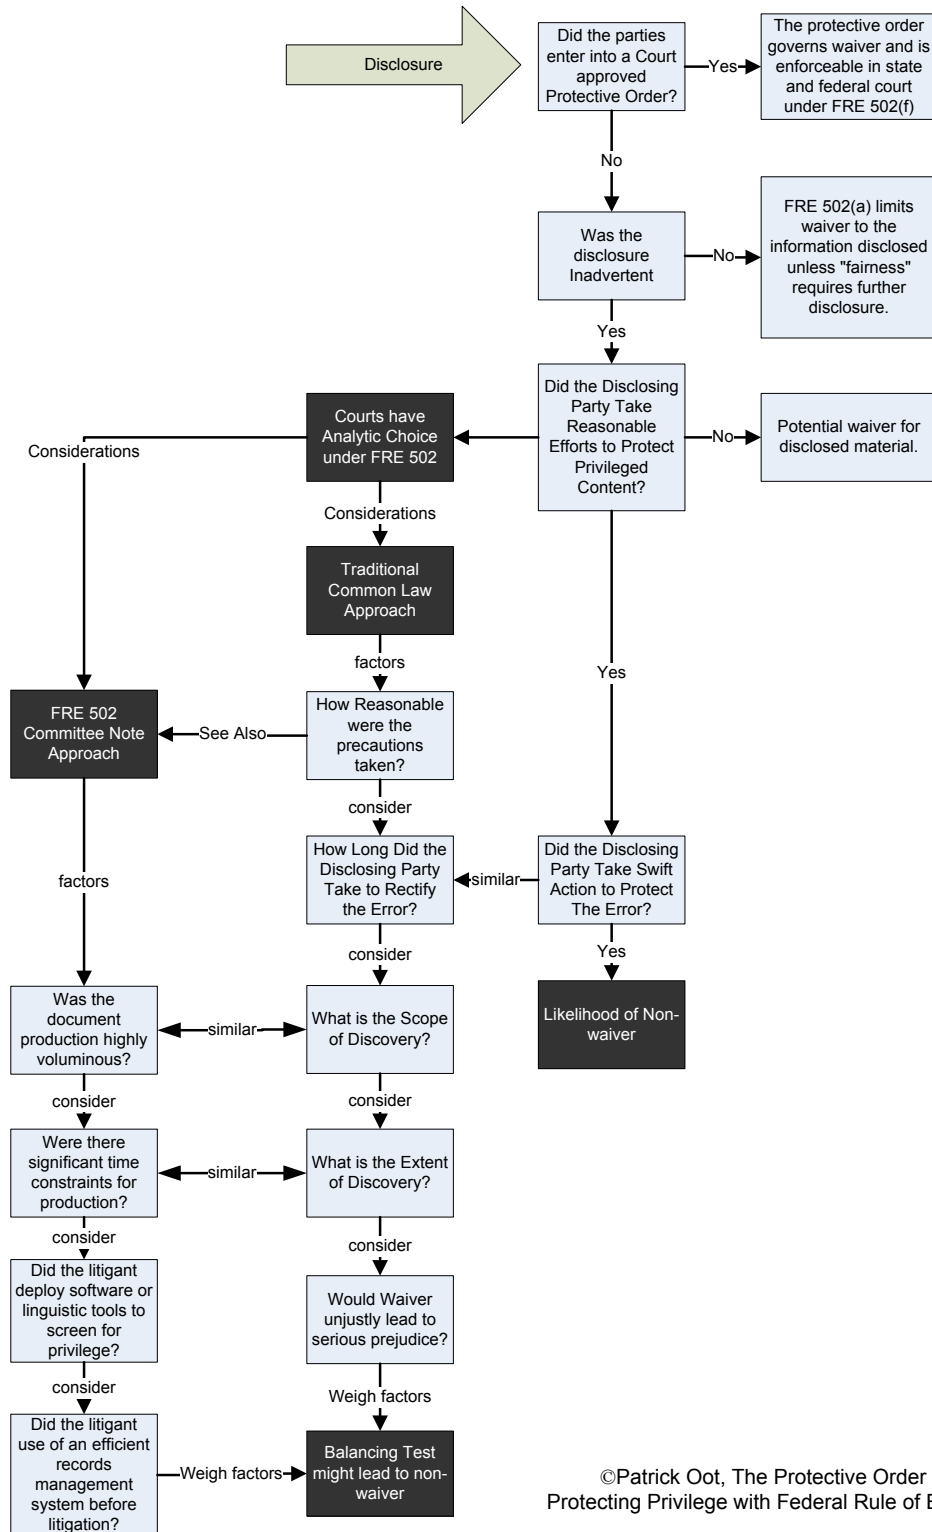 Disclosure
Did the parties
enter into a Court
approved
Protective Order?
Yes
The protective order
governs waiver and is
enforceable in state
and federal court
under FRE 502(f)
No
Was the
disclosure
Inadvertent
No
FRE 502(a) limits
waiver to the
information disclosed
unless "fairness"
requires further
disclosure.
Yes
Did the Disclosing
Party Take
Reasonable
Efforts to Protect
Privileged
Content?
No
Potential waiver for
disclosed material.
Courts have
Analytic Choice
under FRE 502
Considerations
Considerations
Traditional
Common Law
Approach
factors
Yes
FRE 502
Committee Note
Approach
See Also
How Reasonable
were the
precautions
taken?
consider
factors
How Long Did the
Disclosing Party
Take to Rectify
the Error?
similar
Did the Disclosing
Party Take Swift
Action to Protect
The Error?
consider
Yes
Was the
document
production highly
voluminous?
similar
What is the Scope
of Discovery?
Likelihood of Non-
waiver
consider
consider
Were there
significant time
constraints for
production?
similar
What is the Extent
of Discovery?
consider
consider
Did the litigant
deploy software or
linguistic tools to
screen for
privilege?
Would Waiver
unjustly lead to
serious prejudice?
consider
Weigh factors
Did the litigant
use of an efficient
records
management
system before
litigation?
Weigh factors
Balancing Test
might lead to non-
waiver
©Patrick Oot, The Protective Order
Protecting Privilege with Federal Rule of